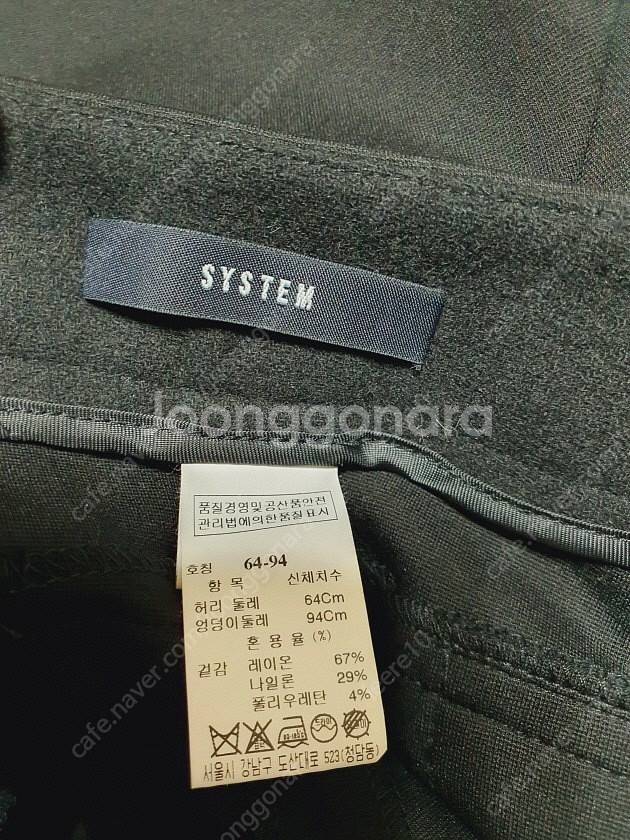 SYSTEM
joonggonara
품질경영및공산품안전
관리법에의한품질표시
호칭 64-94
항 목 신체치수
허리 둘레 64Cm
엉덩이둘레 94Cm
혼 용 율 (%)
겉감 레이온 67%
나일론 29%
폴리우레탄 4%
드라이
서울시 강남구 도산대로 523(청담동)